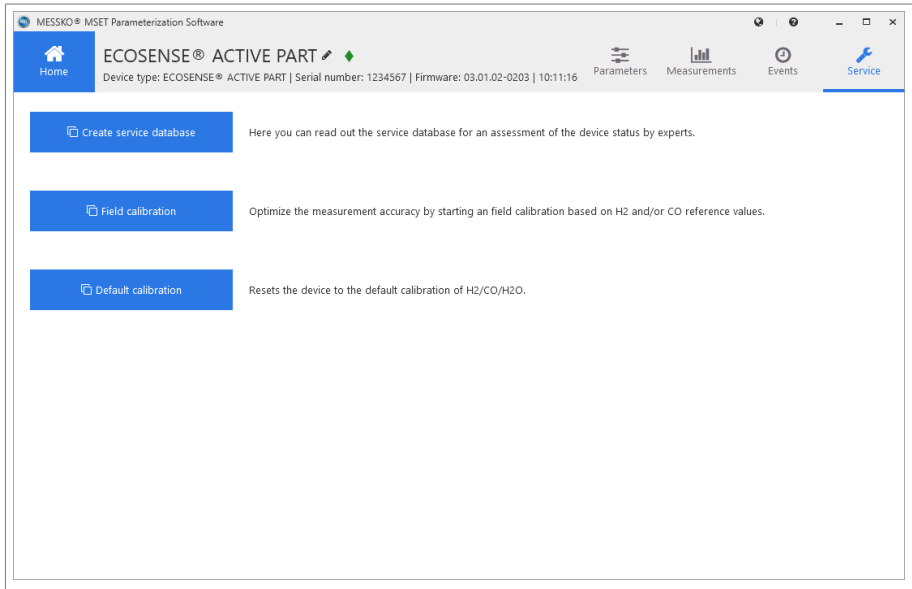 MESSKO® MSET Parameterization Software
Home
ECOSENSE® ACTIVE PART
Device type: ECOSENSE® ACTIVE PART | Serial number: 1234567 | Firmware: 03.01.02-0203 | 10:11:16
Parameters
Measurements
Events
Service
Create service database
Here you can read out the service database for an assessment of the device status by experts.
Field calibration
Optimize the measurement accuracy by starting an field calibration based on H2 and/or CO reference values.
Default calibration
Resets the device to the default calibration of H2/CO/H2O.